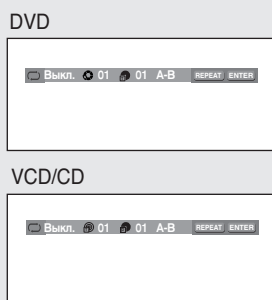 DVD
Выкл. 01 01 A-B REPEAT ENTER
VCD/CD
Выкл. 01 01 A-B REPEAT ENTER